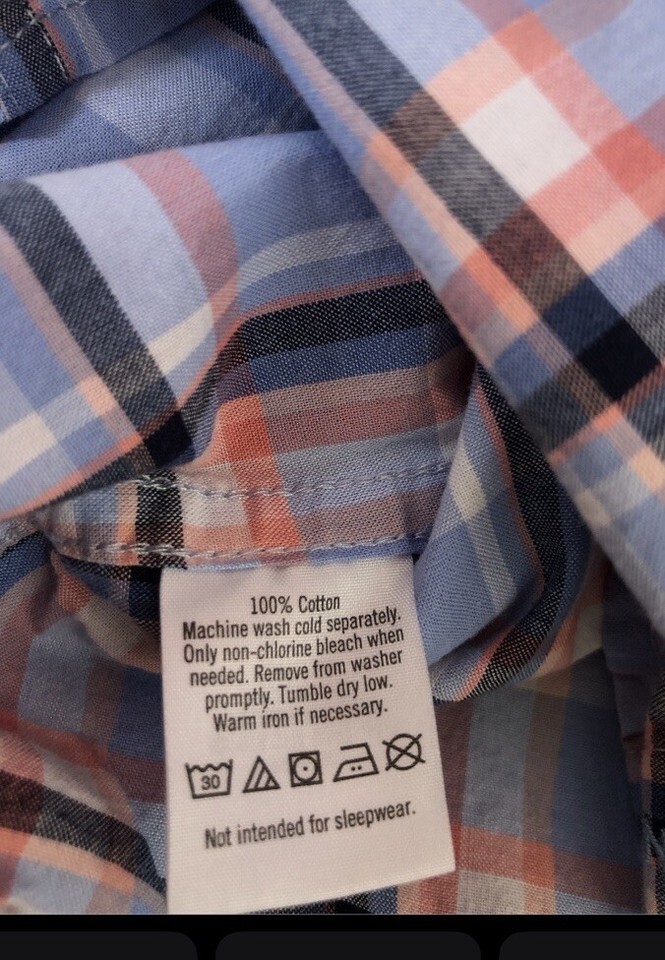 100% Cotton
Machine wash cold separately.
Only non-chlorine bleach when
needed. Remove from washer
promptly. Tumble dry low.
Warm iron if necessary.
30
Not intended for sleepwear.